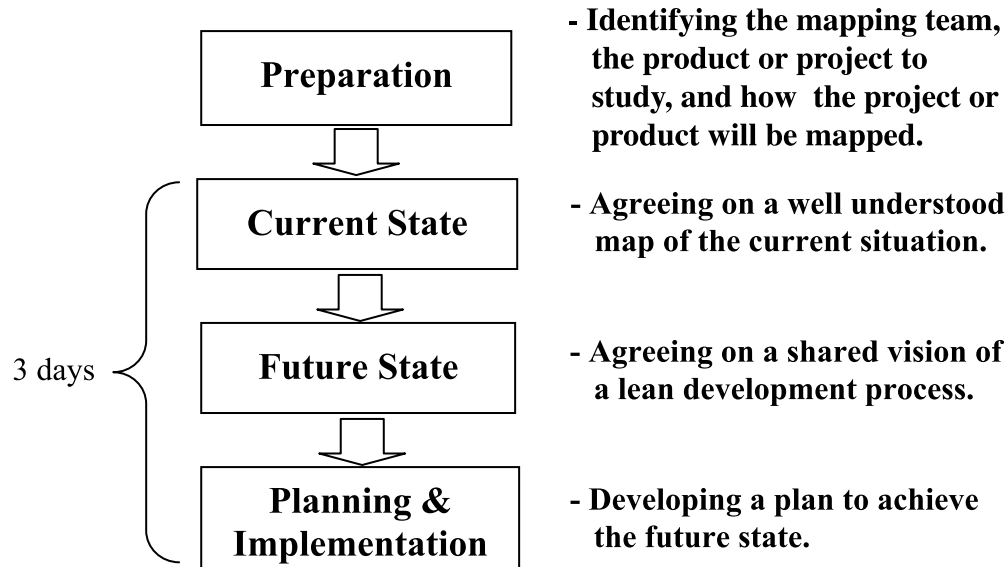 Preparation
- Identifying the mapping team,
the product or project to
study, and how the project or
product will be mapped.
Current State
- Agreeing on a well understood
map of the current situation.
3 days
Future State
- Agreeing on a shared vision of
a lean development process.
Planning &
Implementation
- Developing a plan to achieve
the future state.